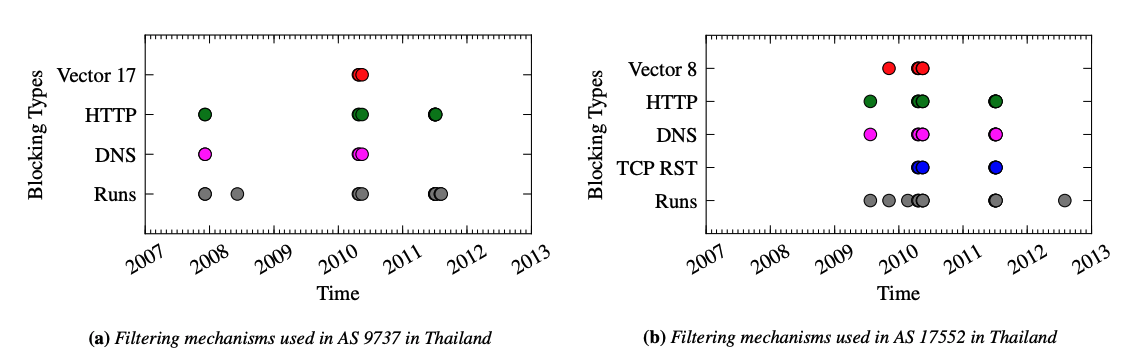 Blocking Types
Vector 17
HTTP
DNS
Runs
2007 2008 2009 2010 2011 2012 2013
Time
(a) Filtering mechanisms used in AS 9737 in Thailand
Blocking Types
Vector 8
HTTP
DNS
TCP RST
Runs
2007 2008 2009 2010 2011 2012 2013
Time
(b) Filtering mechanisms used in AS 17552 in Thailand